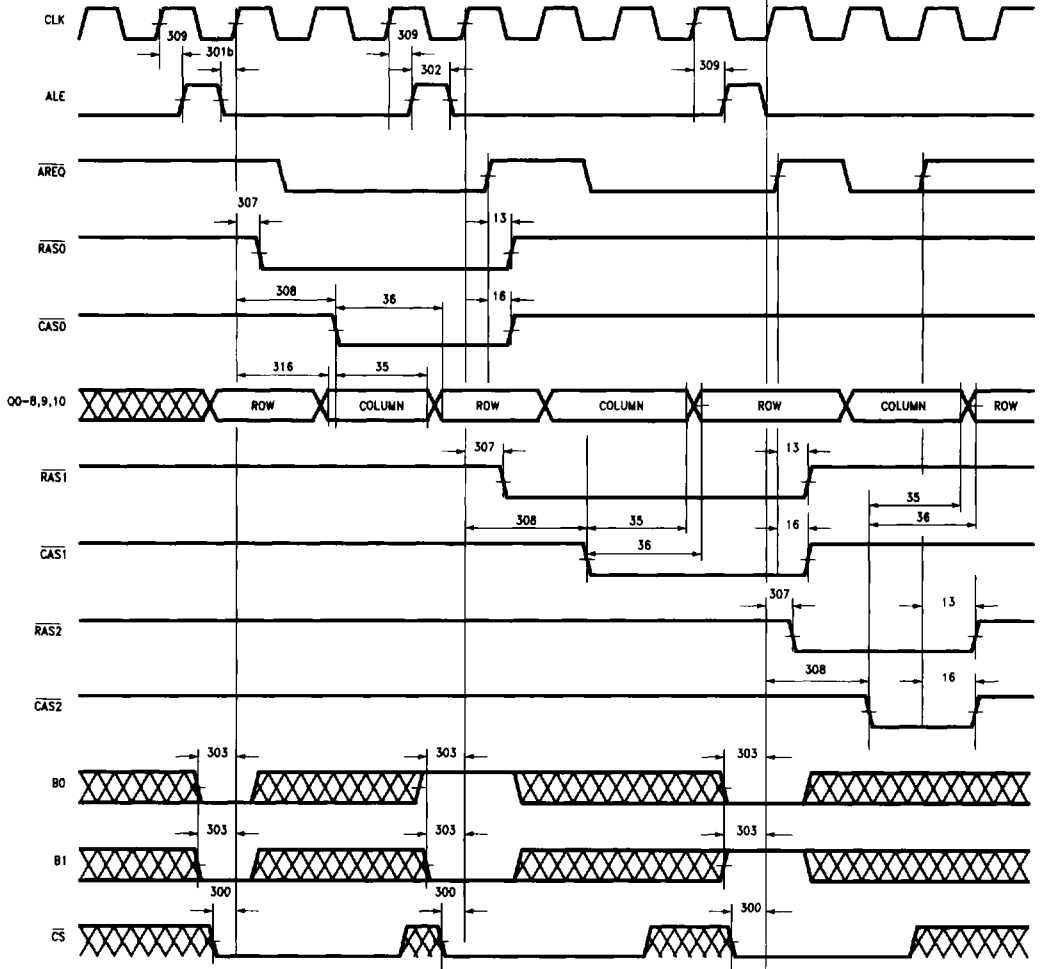 CLK
309
301b
309
302
309
ALE
AREQ
307
13
RAS0
308
36
16
CAS0
316
35
Q0-8,9,10
ROW
COLUMN
ROW
COLUMN
ROW
COLUMN
ROW
307
13
RAS1
35
308
35
36
16
36
CAS1
307
13
RAS2
308
16
CAS2
303
303
303
B0
303
303
303
B1
300
300
300
CS